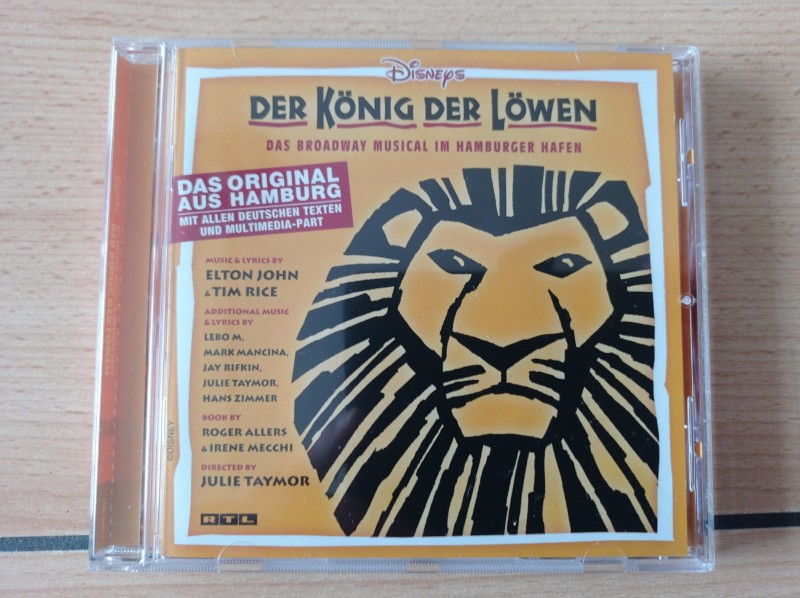 DISNEYS
DER KÖNIG DER LÖWEN
DAS BROADWAY MUSICAL IM HAMBURGER HAFEN
DAS ORIGINAL
AUS HAMBURG
MIT ALLEN DEUTSCHEN TEXTEN
UND MULTIMEDIA-PART
MUSIC & LYRICS BY
ELTON JOHN
& TIM RICE
ADDITIONAL MUSIC
& LYRICS BY
LEBO M,
MARK MANCINA,
JAY RIFKIN,
JULIE TAYMOR,
HANS ZIMMER
BOOK BY
ROGER ALLERS
& IRENE MECCHI
DIRECTED BY
JULIE TAYMOR
©DISNEY
RTL